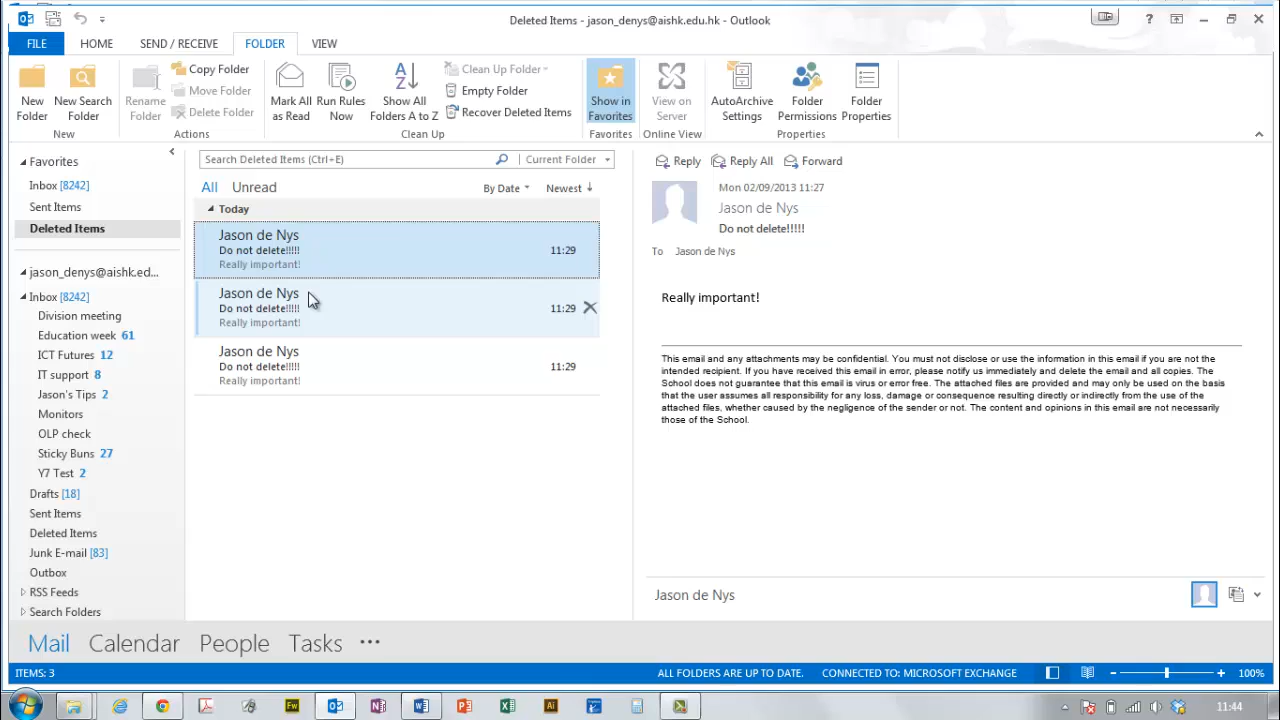 Deleted Items - jason_denys@aishk.edu.hk - Outlook
FILE HOME SEND / RECEIVE FOLDER VIEW
New Folder
New Search Folder
New
Rename Folder
Copy Folder
Move Folder
Delete Folder
Actions
Mark All as Read
Run Rules Now
Show All Folders A to Z
Clean Up Folder
Empty Folder
Recover Deleted Items
Clean Up
Show in Favorites
Favorites
View on Server
Online View
AutoArchive Settings
Folder Permissions
Folder Properties
Properties
Favorites
Inbox [8242]
Sent Items
Deleted Items
jason_denys@aishk.ed...
Inbox [8242]
Division meeting
Education week 61
ICT Futures 12
IT support 8
Jason's Tips 2
Monitors
OLP check
Sticky Buns 27
Y7 Test 2
Drafts [18]
Sent Items
Deleted Items
Junk E-mail [83]
Outbox
RSS Feeds
Search Folders
Search Deleted Items (Ctrl+E) Current Folder
All Unread By Date Newest
Today
Jason de Nys
Do not delete!!!!! 11:29
Really important!
Jason de Nys
Do not delete!!!!! 11:29
Really important!
Jason de Nys
Do not delete!!!!! 11:29
Really important!
Reply Reply All Forward
Mon 02/09/2013 11:27
Jason de Nys
Do not delete!!!!!
To Jason de Nys
Really important!
This email and any attachments may be confidential. You must not disclose or use the information in this email if you are not the
intended recipient. If you have received this email in error, please notify us immediately and delete the email and all copies. The
School does not guarantee that this email is virus or error free. The attached files are provided and may only be used on the basis
that the user assumes all responsibility for any loss, damage or consequence resulting directly or indirectly from the use of the
attached files, whether caused by the negligence of the sender or not. The content and opinions in this email are not necessarily
those of the School.
Jason de Nys
Mail Calendar People Tasks
ITEMS: 3 ALL FOLDERS ARE UP TO DATE. CONNECTED TO: MICROSOFT EXCHANGE 100%
11:44